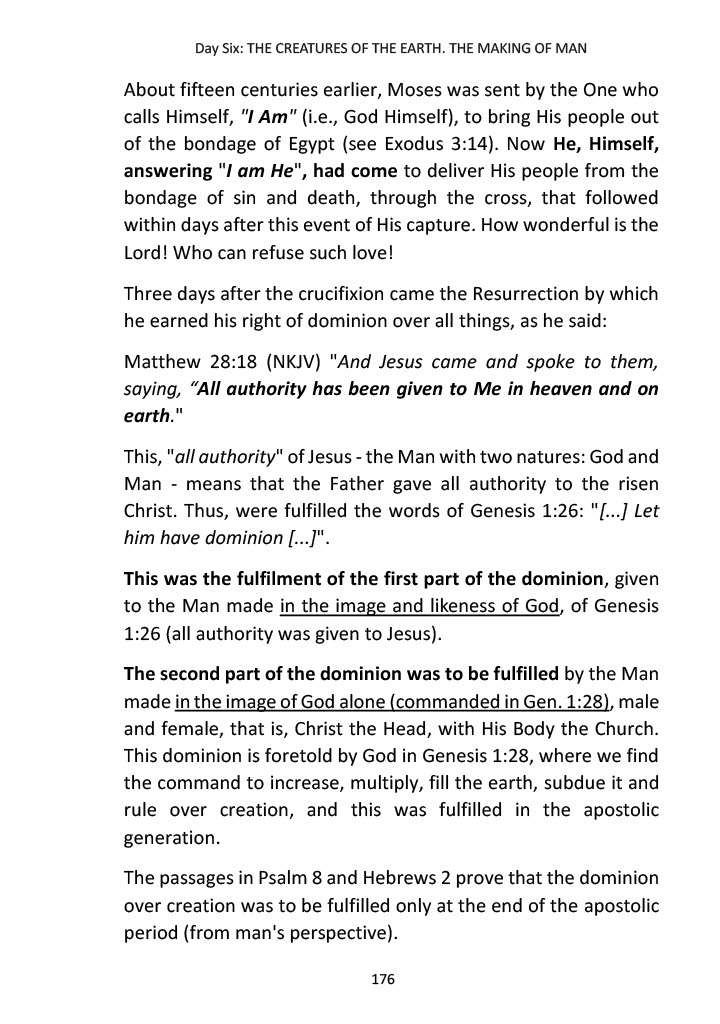 Day Six: THE CREATURES OF THE EARTH. THE MAKING OF MAN
About fifteen centuries earlier, Moses was sent by the One who
calls Himself, "I Am" (i.e., God Himself), to bring His people out
of the bondage of Egypt (see Exodus 3:14). Now He, Himself,
answering "I am He", had come to deliver His people from the
bondage of sin and death, through the cross, that followed
within days after this event of His capture. How wonderful is the
Lord! Who can refuse such love!
Three days after the crucifixion came the Resurrection by which
he earned his right of dominion over all things, as he said:
Matthew 28:18 (NKJV) "And Jesus came and spoke to them,
saying, “All authority has been given to Me in heaven and on
earth."
This, "all authority" of Jesus - the Man with two natures: God and
Man - means that the Father gave all authority to the risen
Christ. Thus, were fulfilled the words of Genesis 1:26: "[...] Let
him have dominion [...]".
This was the fulfilment of the first part of the dominion, given
to the Man made in the image and likeness of God, of Genesis
1:26 (all authority was given to Jesus).
The second part of the dominion was to be fulfilled by the Man
made in the image of God alone (commanded in Gen. 1:28), male
and female, that is, Christ the Head, with His Body the Church.
This dominion is foretold by God in Genesis 1:28, where we find
the command to increase, multiply, fill the earth, subdue it and
rule over creation, and this was fulfilled in the apostolic
generation.
The passages in Psalm 8 and Hebrews 2 prove that the dominion
over creation was to be fulfilled only at the end of the apostolic
period (from man's perspective).
176